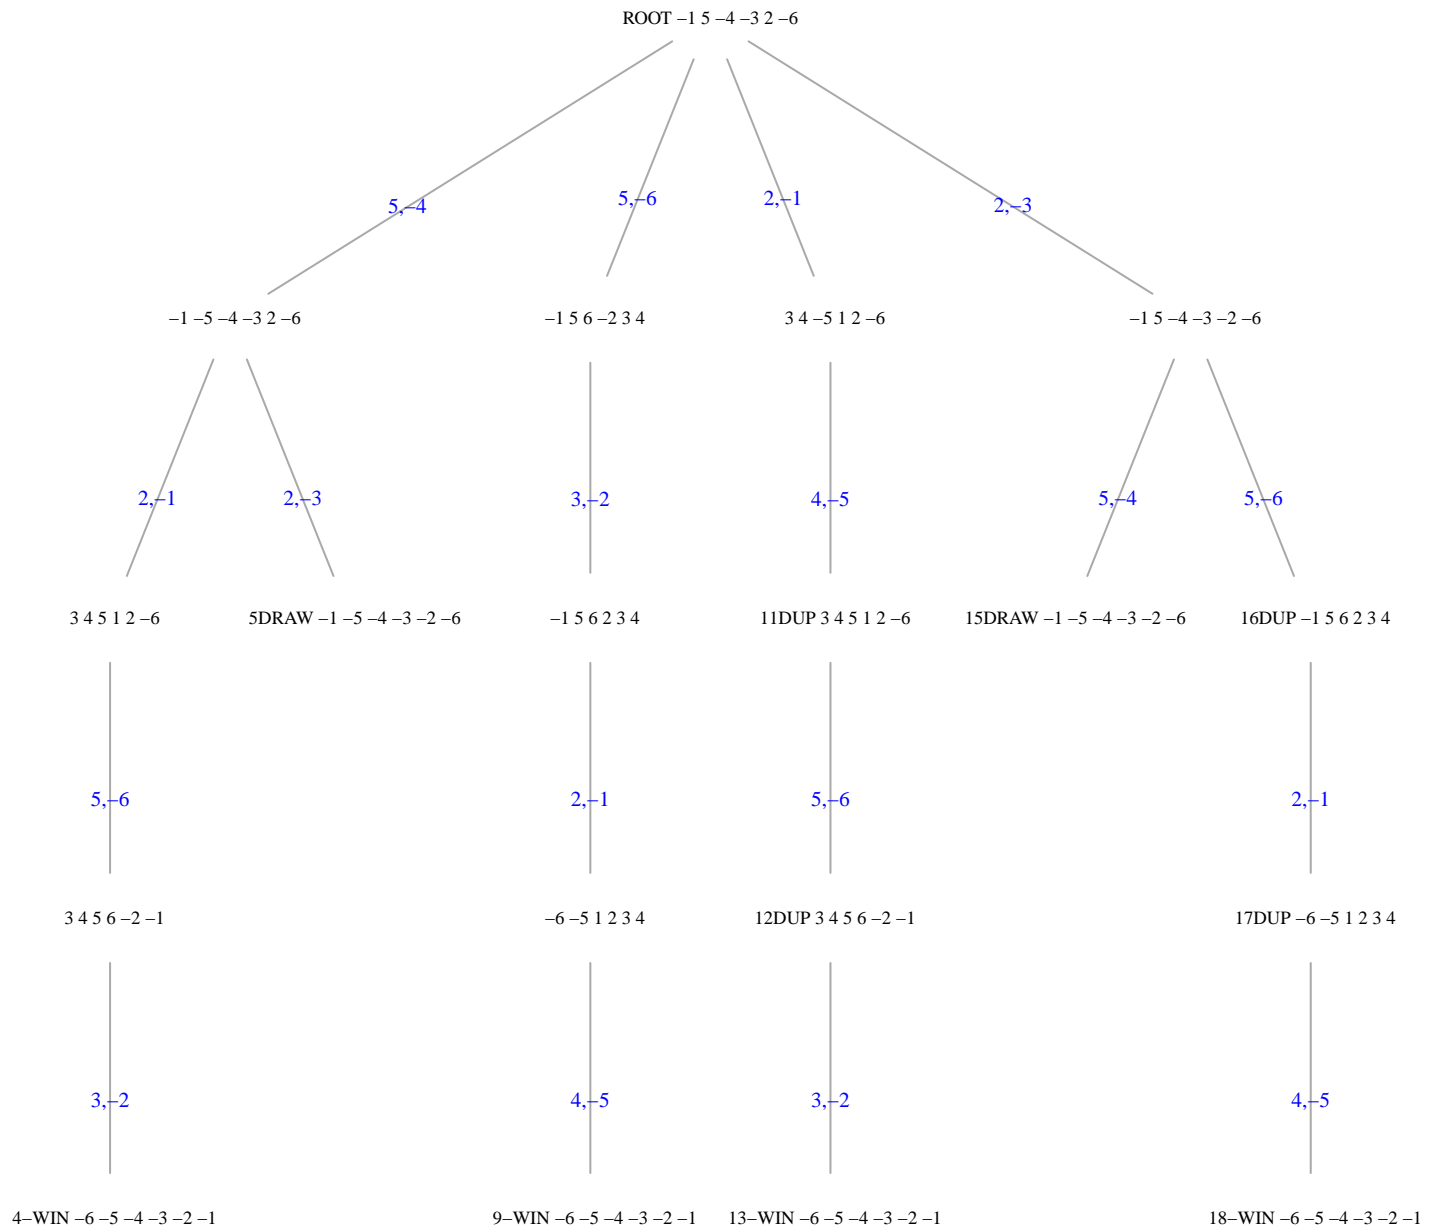 ROOT –1 5 –4 –3 2 –6
5,–4
5,–6
2,–1
2,–3
–1 –5 –4 –3 2 –6
–1 5 6 –2 3 4
3 4 –5 1 2 –6
–1 5 –4 –3 –2 –6
2,–1
2,–3
3,–2
4,–5
5,–4
5,–6
3 4 5 1 2 –6
5DRAW –1 –5 –4 –3 –2 –6
–1 5 6 2 3 4
11DUP 3 4 5 1 2 –6
15DRAW –1 –5 –4 –3 –2 –6
16DUP –1 5 6 2 3 4
5,–6
2,–1
5,–6
2,–1
3 4 5 6 –2 –1
–6 –5 1 2 3 4
12DUP 3 4 5 6 –2 –1
17DUP –6 –5 1 2 3 4
3,–2
4,–5
3,–2
4,–5
4–WIN –6 –5 –4 –3 –2 –1
9–WIN –6 –5 –4 –3 –2 –1
13–WIN –6 –5 –4 –3 –2 –1
18–WIN –6 –5 –4 –3 –2 –1